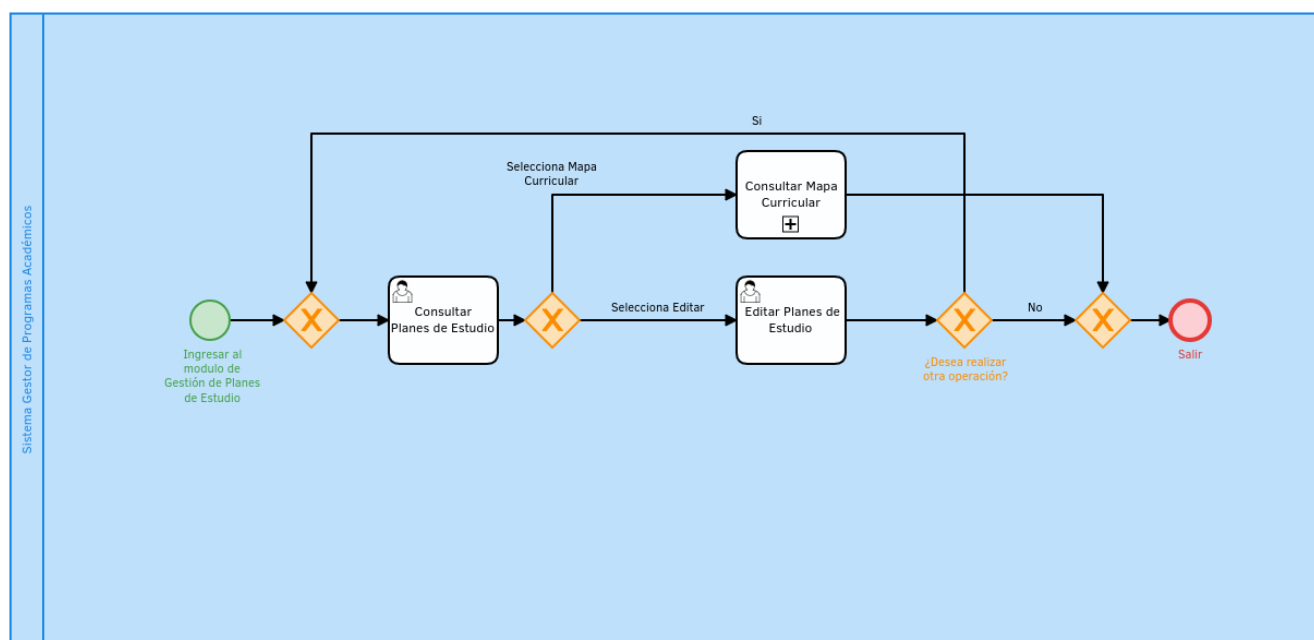 Sistema Gestor de Programas Académicos
Si
Selecciona Mapa
Curricular
Consultar Mapa
Curricular
Ingresar al
modulo de
Gestión de Planes
de Estudio
Consultar
Planes de Estudio
Selecciona Editar
Editar Planes de
Estudio
¿Desea realizar
otra operación?
No
Salir